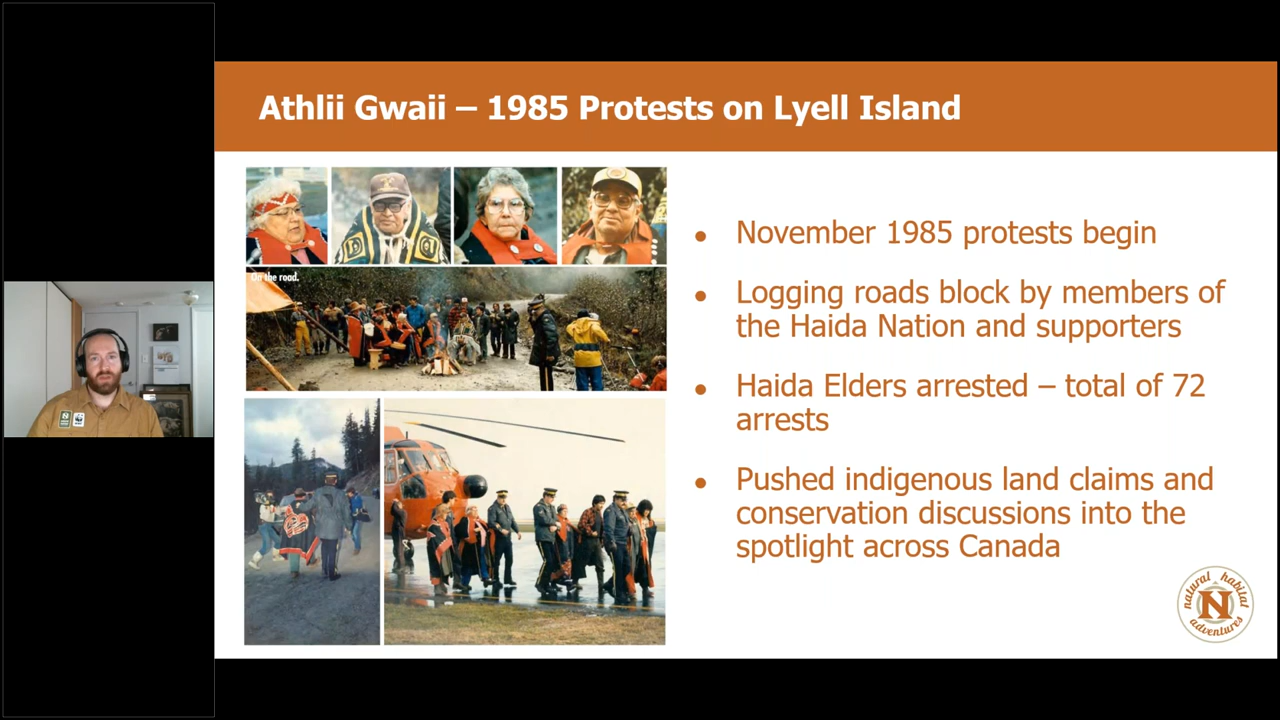 Athlii Gwaii – 1985 Protests on Lyell Island
On the road.
● November 1985 protests begin
● Logging roads block by members of
the Haida Nation and supporters
● Haida Elders arrested – total of 72
arrests
● Pushed indigenous land claims and
conservation discussions into the
spotlight across Canada
natural habitat
N
adventures